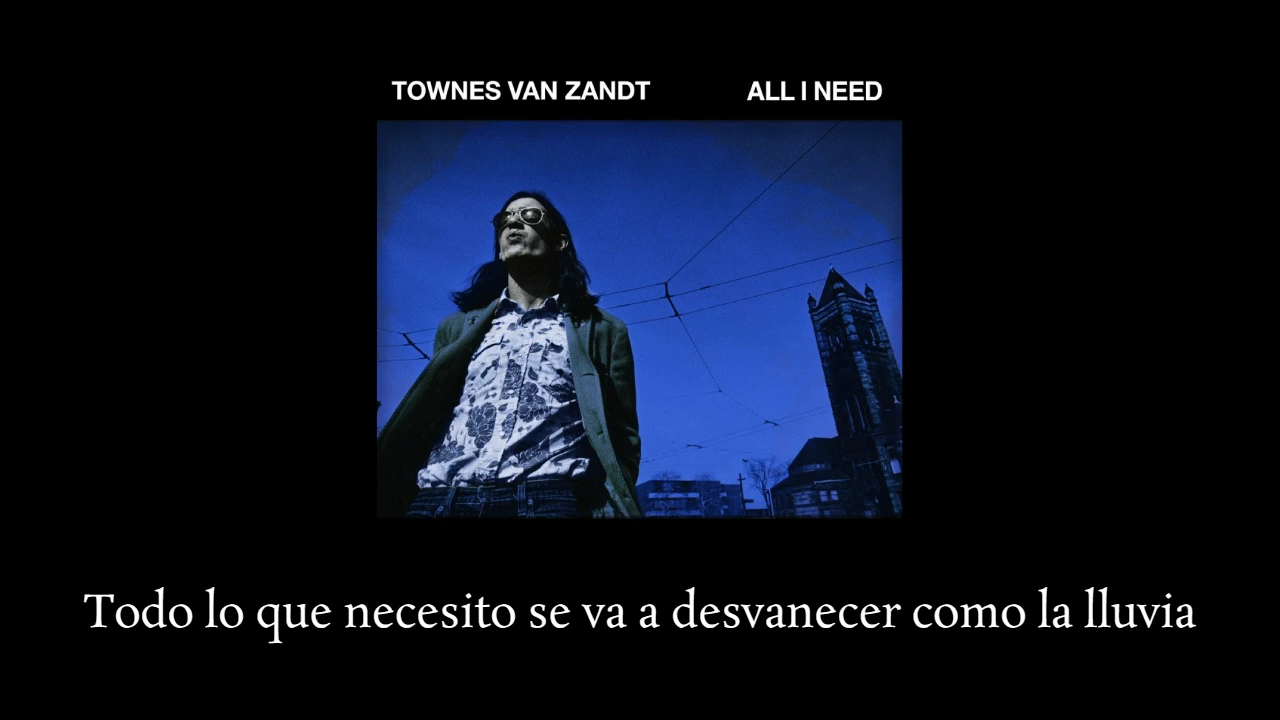 TOWNES VAN ZANDT ALL I NEED
Todo lo que necesito se va a desvanecer como la lluvia